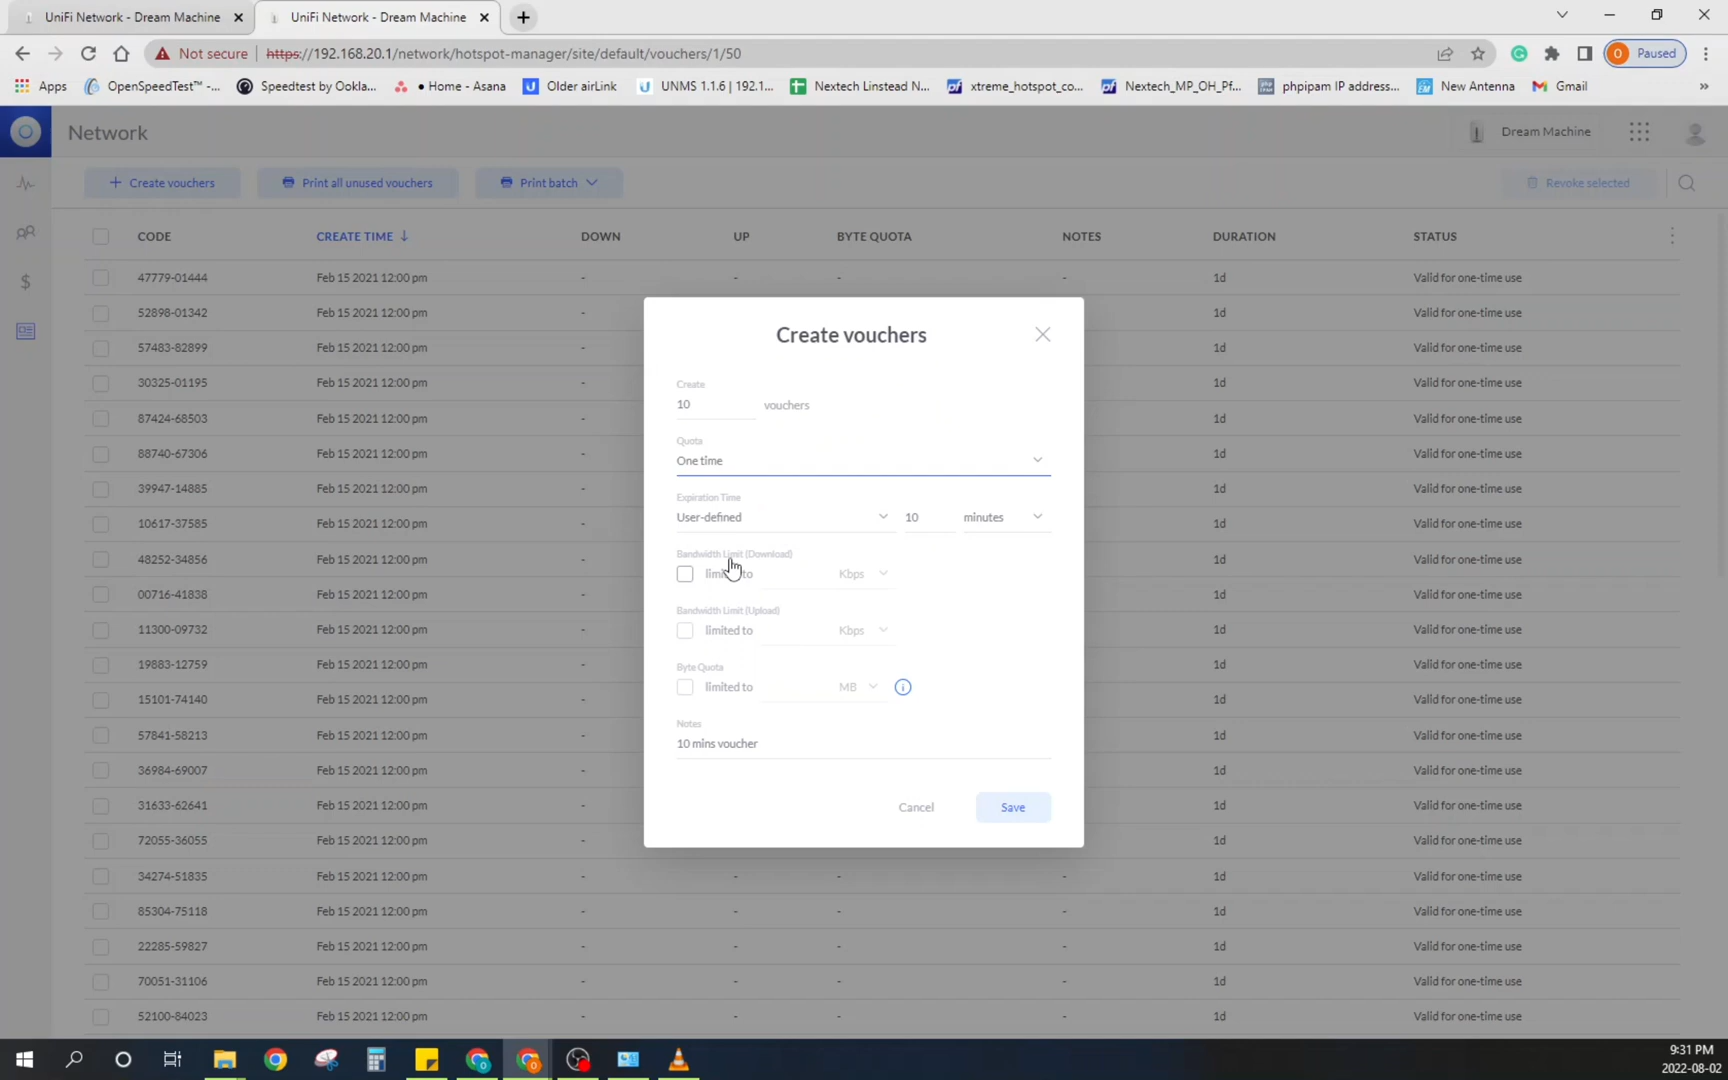 UniFi Network - Dream Machine
UniFi Network - Dream Machine
Not secure
https://192.168.20.1/network/hotspot-manager/site/default/vouchers/1/50
O Paused
Apps
OpenSpeedTest™ -...
Speedtest by Ookla...
• Home - Asana
Older airLink
UNMS 1.1.6 | 192.1...
Nextech Linstead N...
xtreme_hotspot_co...
Nextech_MP_OH_Pf...
phpipam IP address...
New Antenna
Gmail
»
Network
Dream Machine
+ Create vouchers
Print all unused vouchers
Print batch
Revoke selected
CODE CREATE TIME ↓ DOWN UP BYTE QUOTA NOTES DURATION STATUS
47779-01444 Feb 15 2021 12:00 pm - - - - 1d Valid for one-time use
52898-01342 Feb 15 2021 12:00 pm - 1d Valid for one-time use
57483-82899 Feb 15 2021 12:00 pm - 1d Valid for one-time use
30325-01195 Feb 15 2021 12:00 pm - 1d Valid for one-time use
87424-68503 Feb 15 2021 12:00 pm - 1d Valid for one-time use
88740-67306 Feb 15 2021 12:00 pm - 1d Valid for one-time use
39947-14885 Feb 15 2021 12:00 pm - 1d Valid for one-time use
10617-37585 Feb 15 2021 12:00 pm - 1d Valid for one-time use
48252-34856 Feb 15 2021 12:00 pm - 1d Valid for one-time use
00716-41838 Feb 15 2021 12:00 pm - 1d Valid for one-time use
11300-09732 Feb 15 2021 12:00 pm - 1d Valid for one-time use
19883-12759 Feb 15 2021 12:00 pm - 1d Valid for one-time use
15101-74140 Feb 15 2021 12:00 pm - 1d Valid for one-time use
57841-58213 Feb 15 2021 12:00 pm - 1d Valid for one-time use
36984-69007 Feb 15 2021 12:00 pm - 1d Valid for one-time use
31633-62641 Feb 15 2021 12:00 pm - 1d Valid for one-time use
72055-36055 Feb 15 2021 12:00 pm - 1d Valid for one-time use
34274-51835 Feb 15 2021 12:00 pm - - - - 1d Valid for one-time use
85304-75118 Feb 15 2021 12:00 pm - - - - 1d Valid for one-time use
22285-59827 Feb 15 2021 12:00 pm - - - - 1d Valid for one-time use
70051-31106 Feb 15 2021 12:00 pm - - - - 1d Valid for one-time use
52100-84023 Feb 15 2021 12:00 pm - - - - 1d Valid for one-time use
Create vouchers
Create
10 vouchers
Quota
One time
Expiration Time
User-defined 10 minutes
Bandwidth Limit (Download)
limited to Kbps
Bandwidth Limit (Upload)
limited to Kbps
Byte Quota
limited to MB
Notes
10 mins voucher
Cancel
Save
9:31 PM
2022-08-02